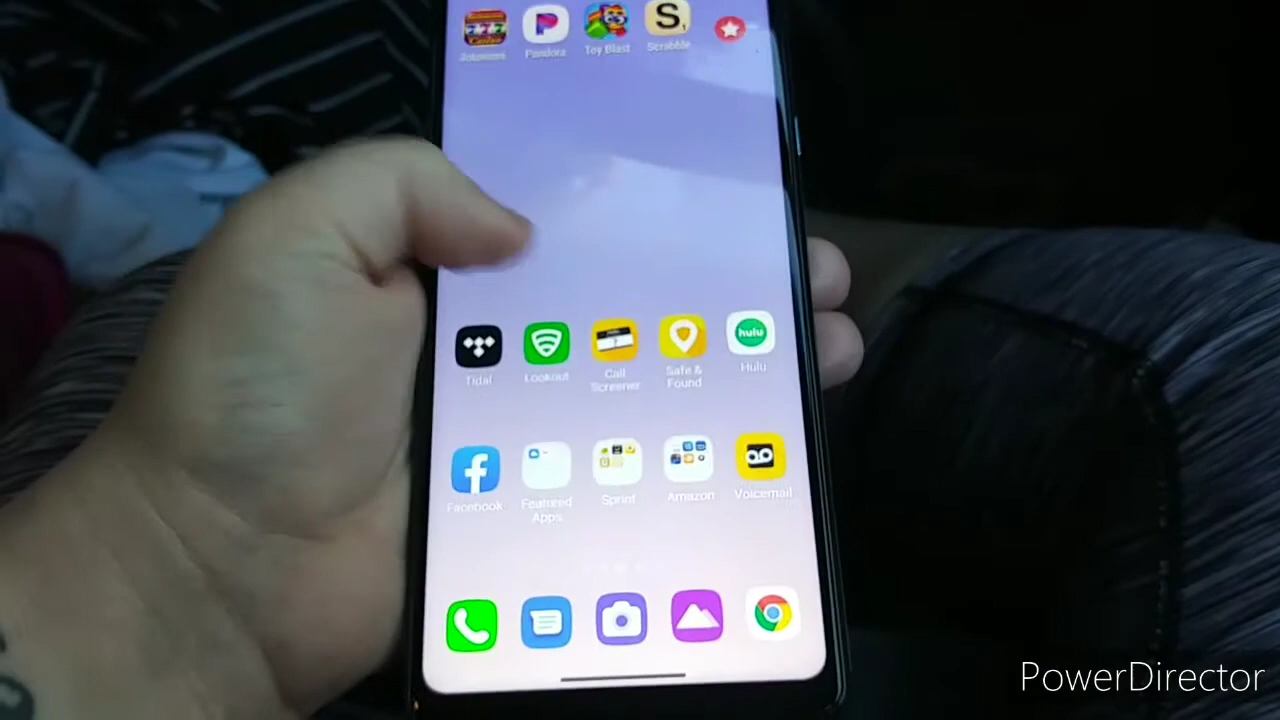 Pandora
Toy Blast
S
Scrabble
hulu
Tidal
Lookout
Call
Screener
Safe &
Found
Hulu
Facebook
Featured
Apps
Sprint
Amazon
Voicemail
PowerDirector